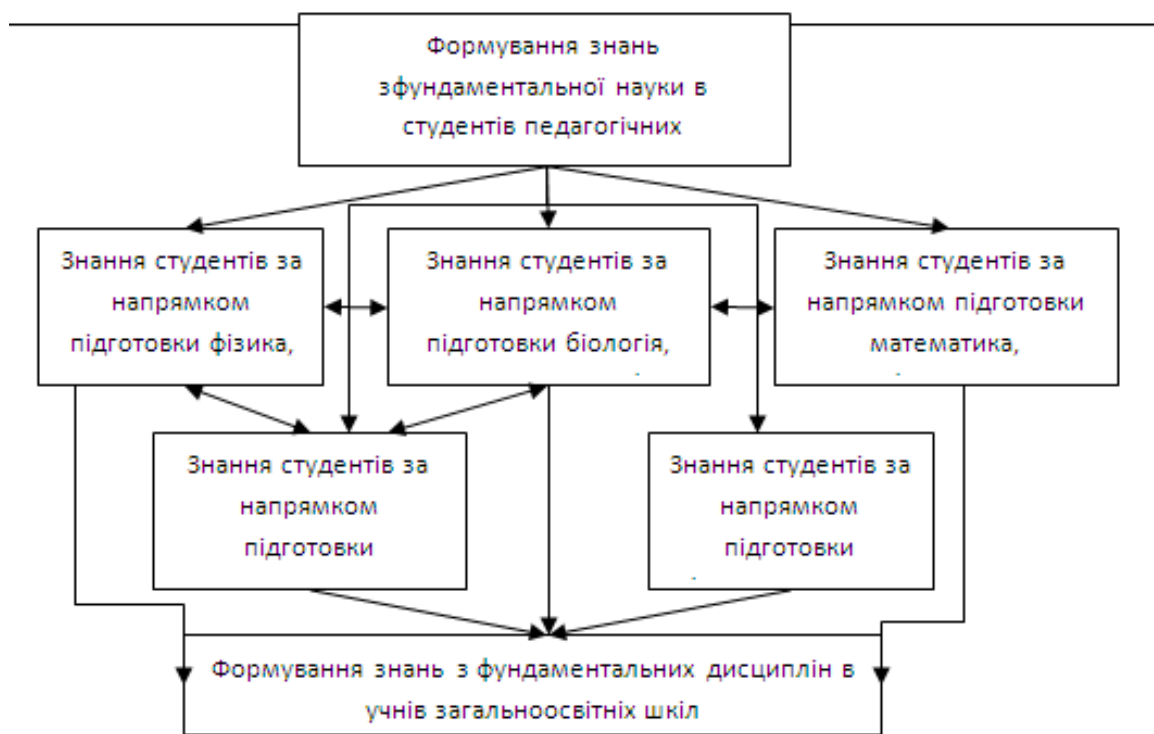 Формування знань
зфундаментальної науки в
студентів педагогічних
Знання студентів за
напрямком
підготовки фізика,
Знання студентів за
напрямком
підготовки біологія,
Знання студентів за
напрямком підготовки
математика,
Знання студентів за
напрямком
підготовки
Знання студентів за
напрямком
підготовки
Формування знань з фундаментальних дисциплін в
учнів загальноосвітніх шкіл